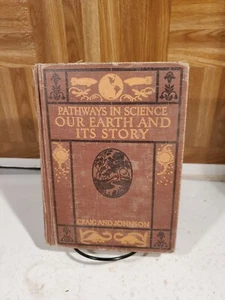 PATHWAYS IN SCIENCE
OUR EARTH AND
ITS STORY
CRAIG AND JOHNSON